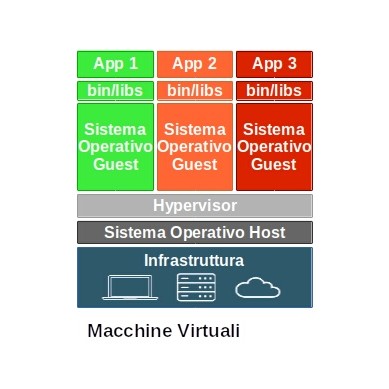 App 1 App 2 App 3
bin/libs bin/libs bin/libs
Sistema Sistema Sistema
Operativo Operativo Operativo
Guest Guest Guest
Hypervisor
Sistema Operativo Host
Infrastruttura
Macchine Virtuali